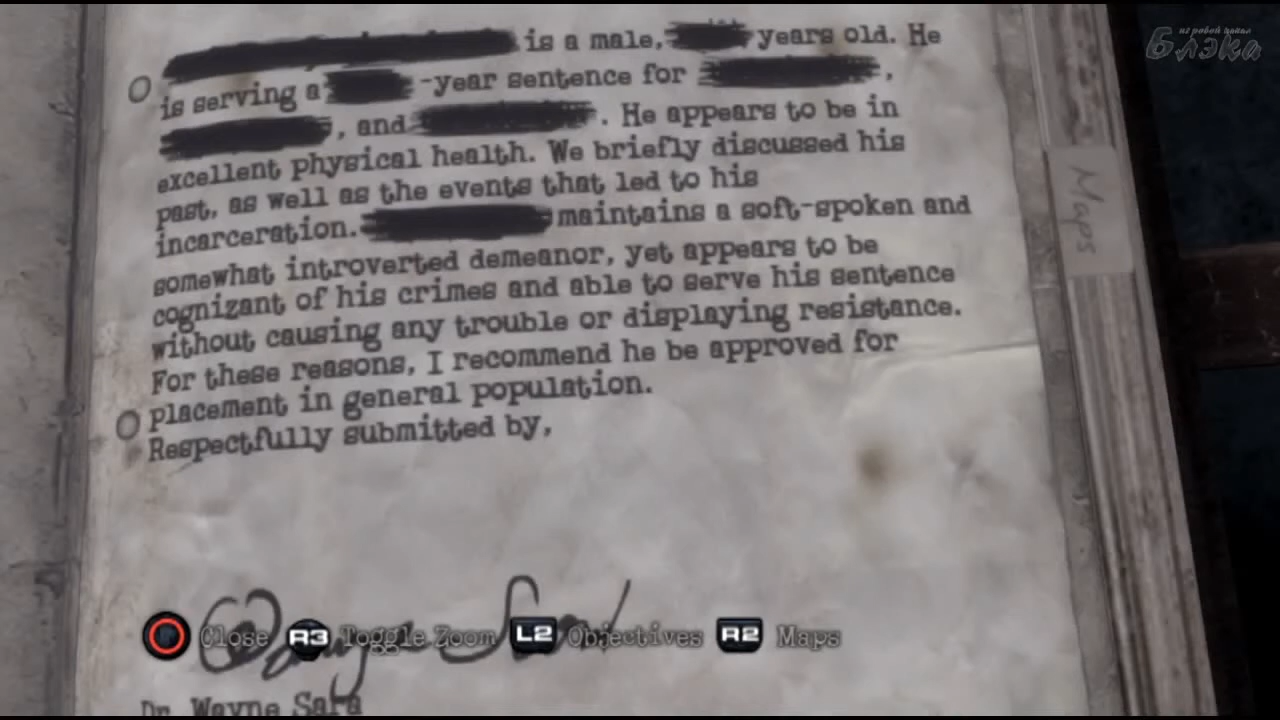 игровой канал
Блэка
is a male, years old. He
is serving a -year sentence for ,
, and . He appears to be in
excellent physical health. We briefly discussed his
past, as well as the events that led to his
incarceration. maintains a soft-spoken and
somewhat introverted demeanor, yet appears to be
cognizant of his crimes and able to serve his sentence
without causing any trouble or displaying resistance.
For these reasons, I recommend he be approved for
placement in general population.
Respectfully submitted by,
Maps
Close R3 Toggle Zoom L2 Objectives R2 Maps
Dr. Wayne Sara